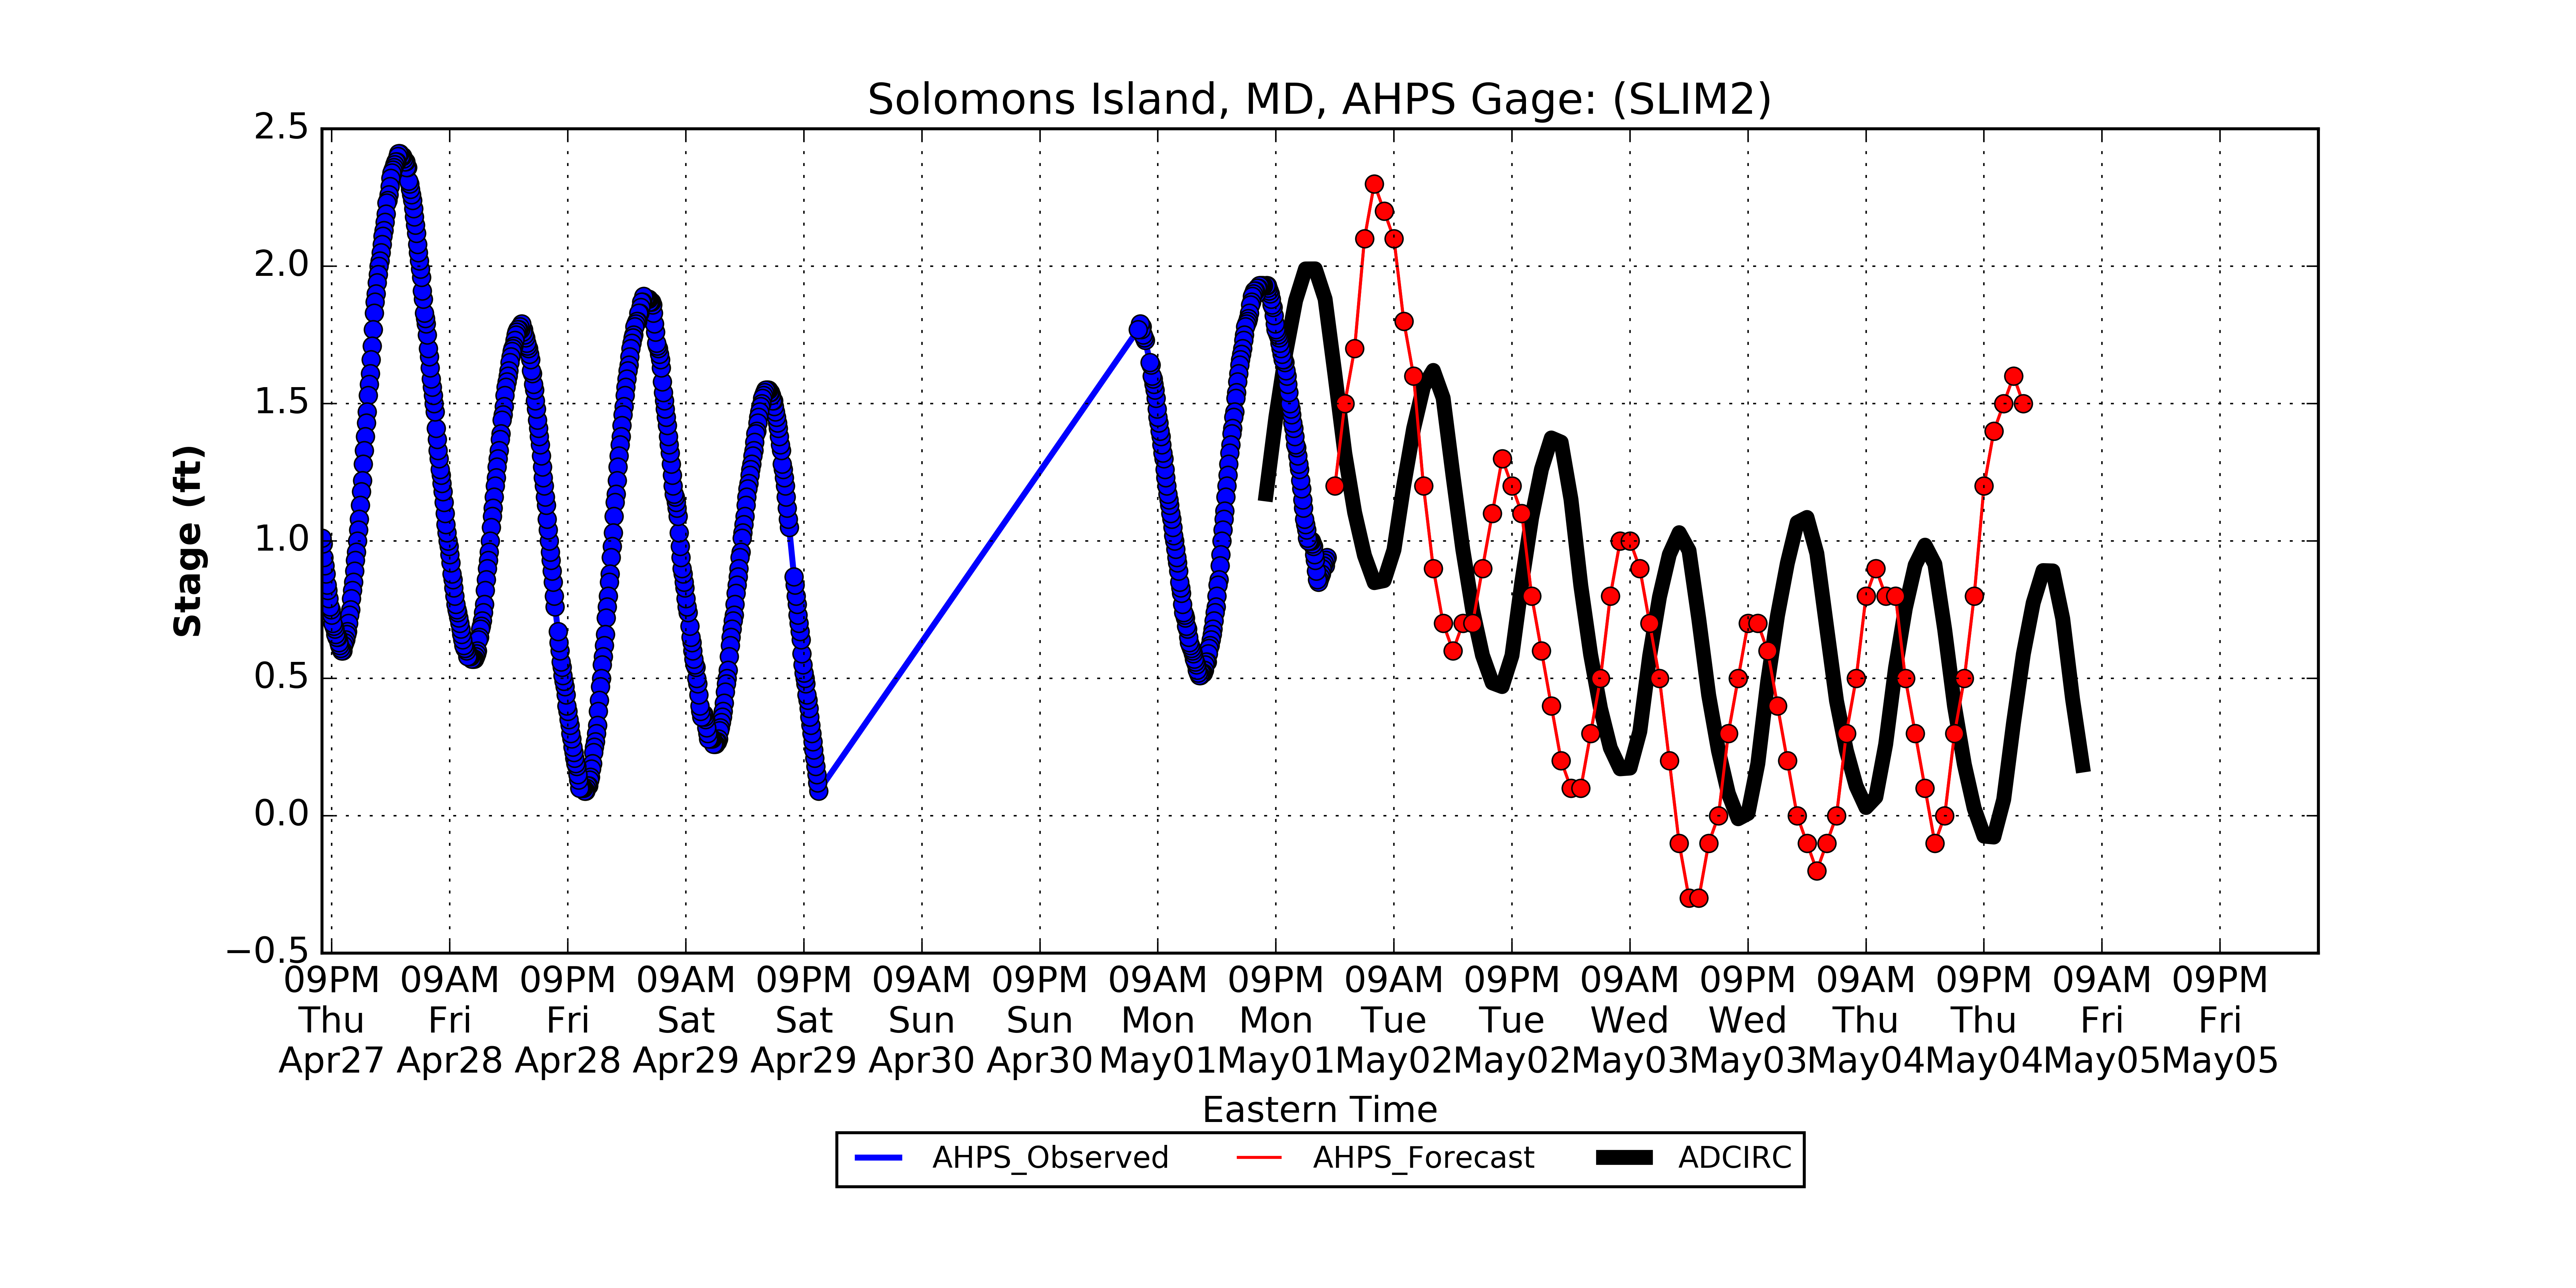 Solomons Island, MD, AHPS Gage: (SLIM2)
2.5
2.0
1.5
1.0
0.5
0.0
−0.5
Stage (ft)
09PM 09AM 09PM 09AM 09PM 09AM 09PM 09AM 09PM 09AM 09PM 09AM 09PM 09AM 09PM 09AM 09PM
Thu Fri Fri Sat Sat Sun Sun Mon Mon Tue Tue Wed Wed Thu Thu Fri Fri
Apr27 Apr28 Apr28 Apr29 Apr29 Apr30 Apr30 May01 May01 May02 May02 May03 May03 May04 May04 May05 May05
Eastern Time
AHPS_Observed AHPS_Forecast ADCIRC